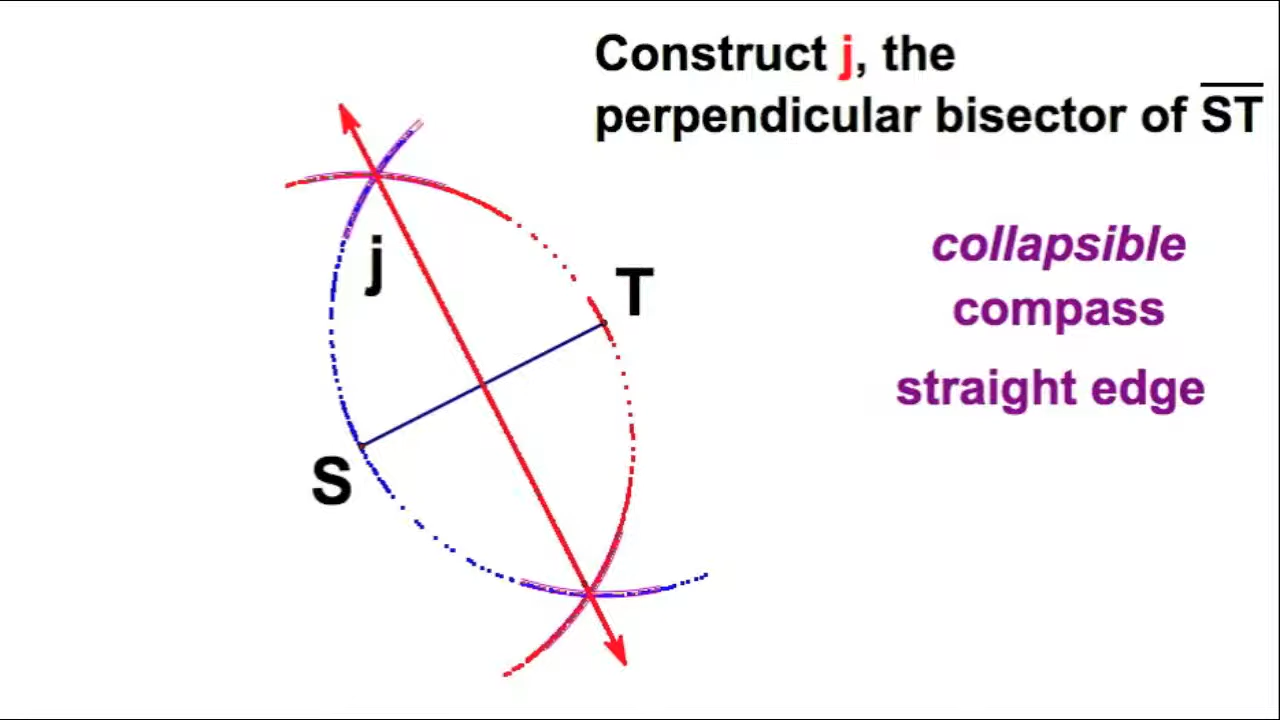 Construct j, the
perpendicular bisector of ST
collapsible
compass
straight edge
j
T
S